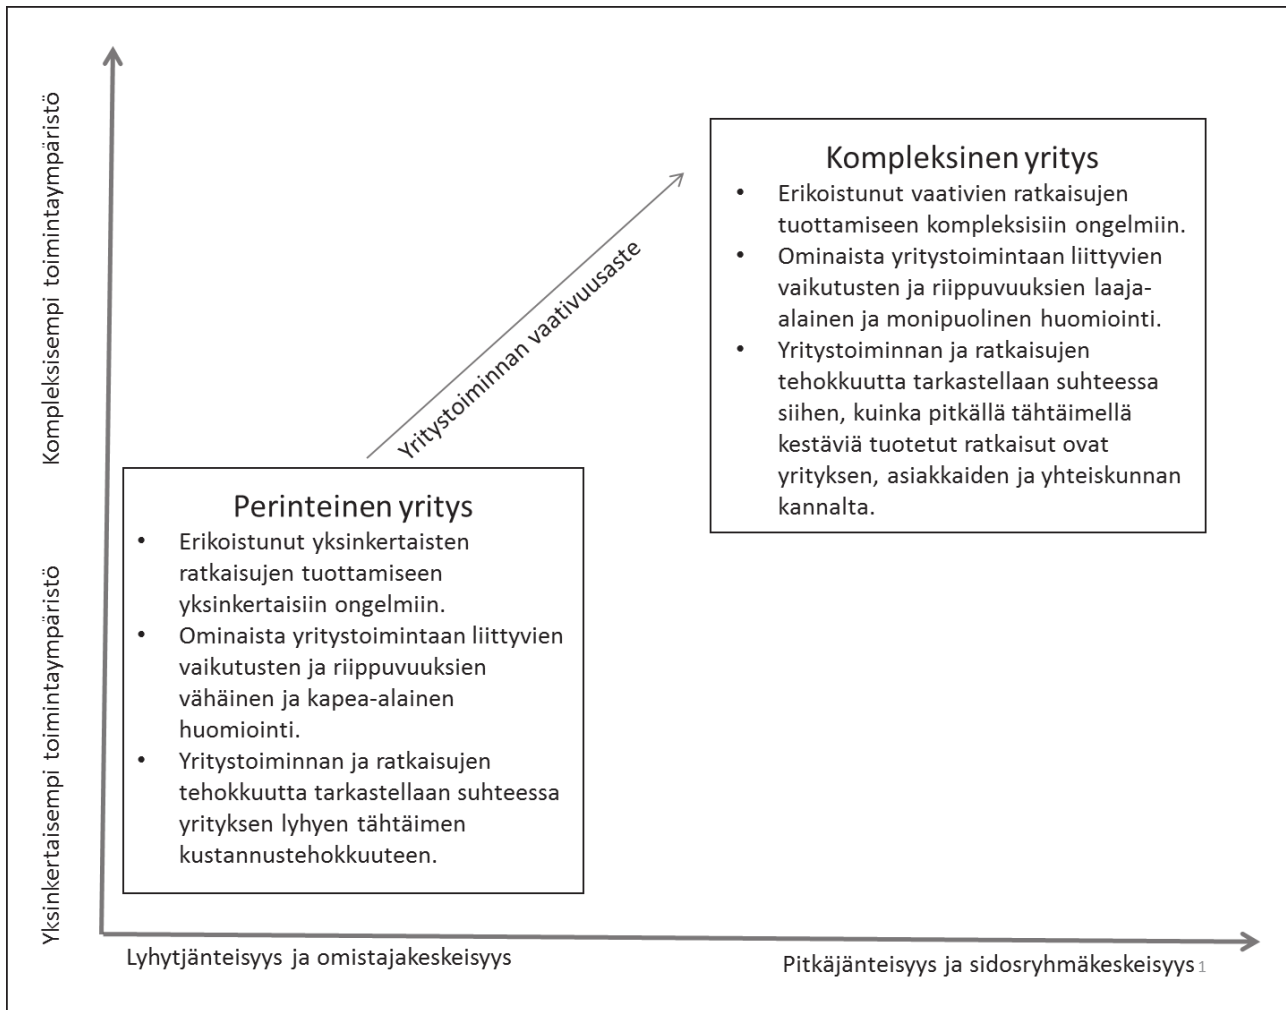 Kompleksisempi toimintaympäristö
Yksinkertaisempi toimintaympäristö
Kompleksinen yritys
• Erikoistunut vaativien ratkaisujen
tuottamiseen kompleksisiin ongelmiin.
• Ominaista yritystoimintaan liittyvien
vaikutusten ja riippuvuuksien laaja-
alainen ja monipuolinen huomiointi.
• Yritystoiminnan ja ratkaisujen
tehokkuutta tarkastellaan suhteessa
siihen, kuinka pitkällä tähtäimellä
kestäviä tuotetut ratkaisut ovat
yrityksen, asiakkaiden ja yhteiskunnan
kannalta.
Yritystoiminnan vaativuusaste
Perinteinen yritys
• Erikoistunut yksinkertaisten
ratkaisujen tuottamiseen
yksinkertaisiin ongelmiin.
• Ominaista yritystoimintaan liittyvien
vaikutusten ja riippuvuuksien
vähäinen ja kapea-alainen
huomiointi.
• Yritystoiminnan ja ratkaisujen
tehokkuutta tarkastellaan suhteessa
yrityksen lyhyen tähtäimen
kustannustehokkuuteen.
Lyhytjänteisyys ja omistajakeskeisyys
Pitkäjänteisyys ja sidosryhmäkeskeisyys 1